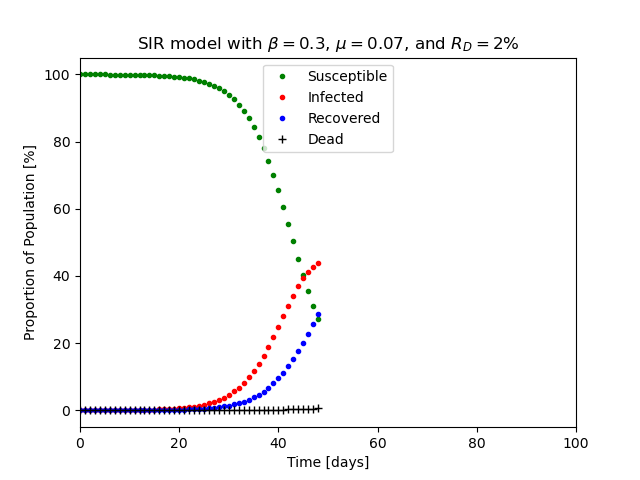 SIR model with β = 0.3, μ = 0.07, and R_D = 2%
Susceptible
Infected
Recovered
Dead
Proportion of Population [%]
100
80
60
40
20
0
0 20 40 60 80 100
Time [days]